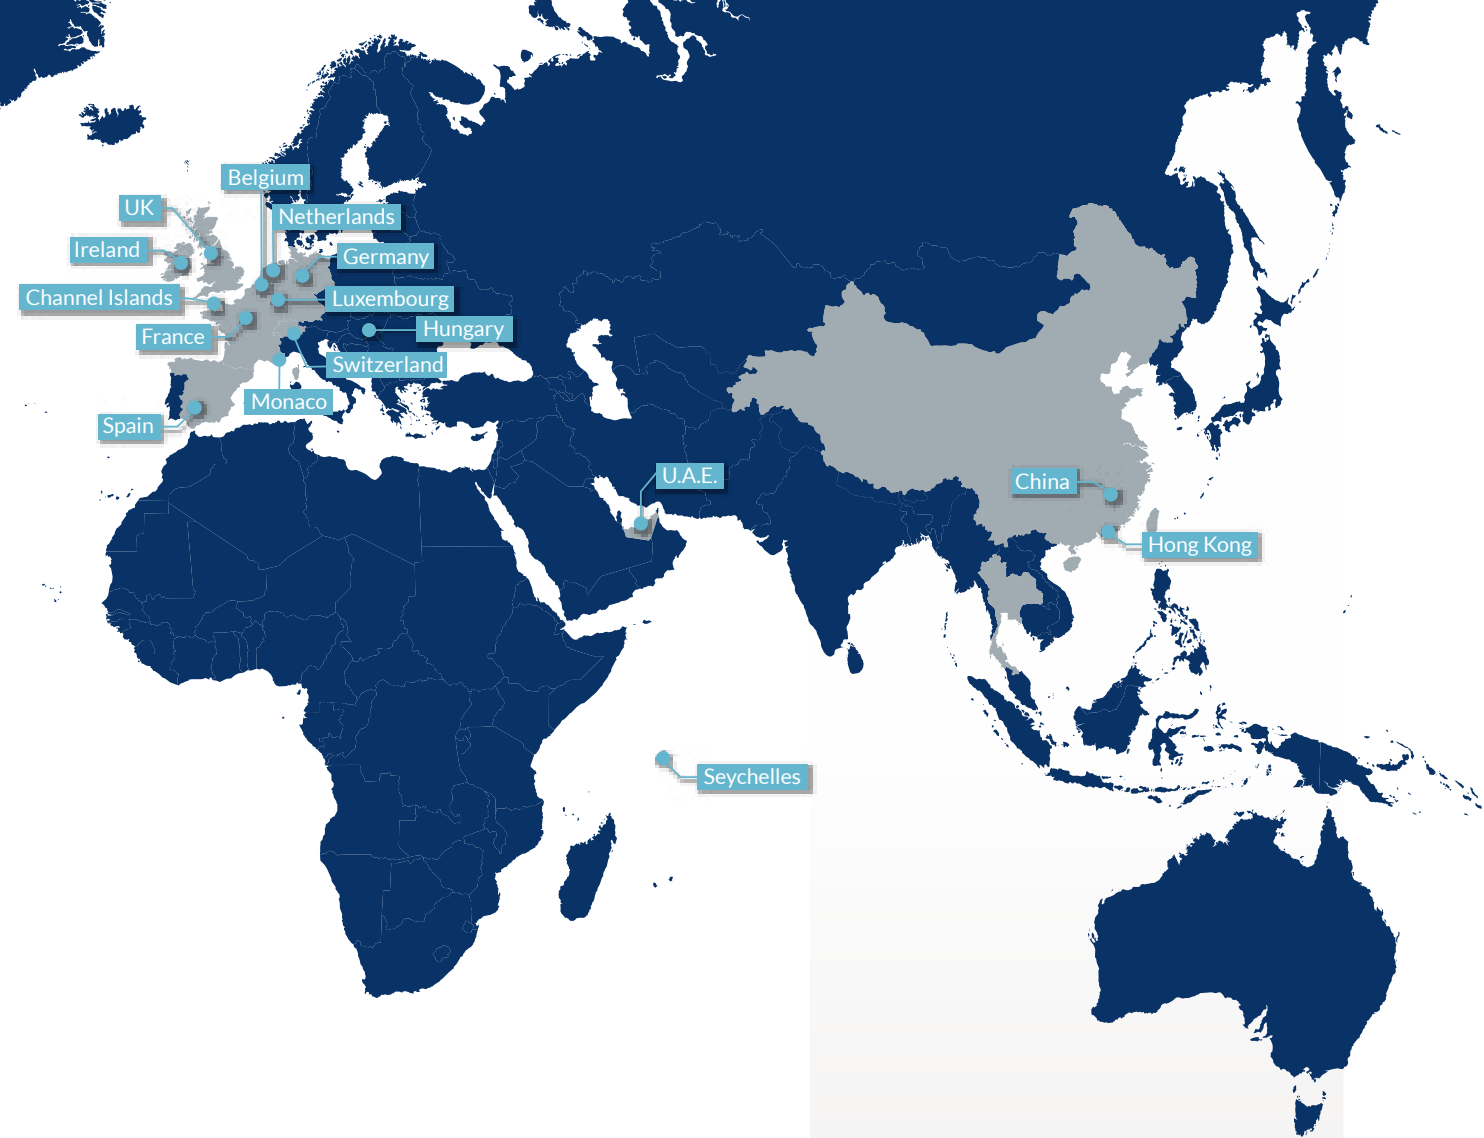 Belgium
UK
Netherlands
Ireland
Germany
Channel Islands
Luxembourg
France
Hungary
Switzerland
Monaco
Spain
U.A.E.
China
Hong Kong
Seychelles